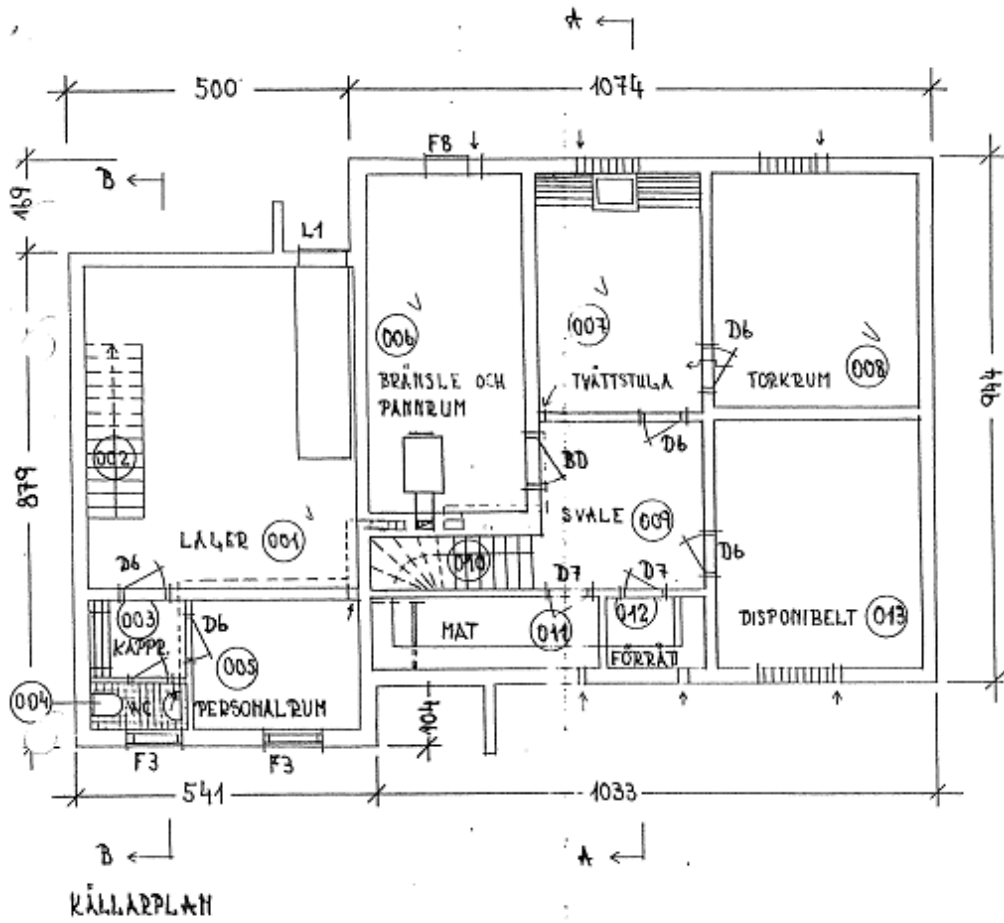 A
500
1074
F8
B
169
L1
944
006
007
D6
BRÄNSLE OCH
PANNRUM
TVÄTTSTUGA
TORKRUM
008
002
879
D6
BD
SVALE
009
D6
LAGER
001
010
D6
D7
D7
003
D6
MAT
011
012
DISPONIBELT
013
KAPPR.
005
FÖRRÅD
004
WC
PERSONALRUM
104
F3
F3
541
1033
B
A
KÄLLARPLAN